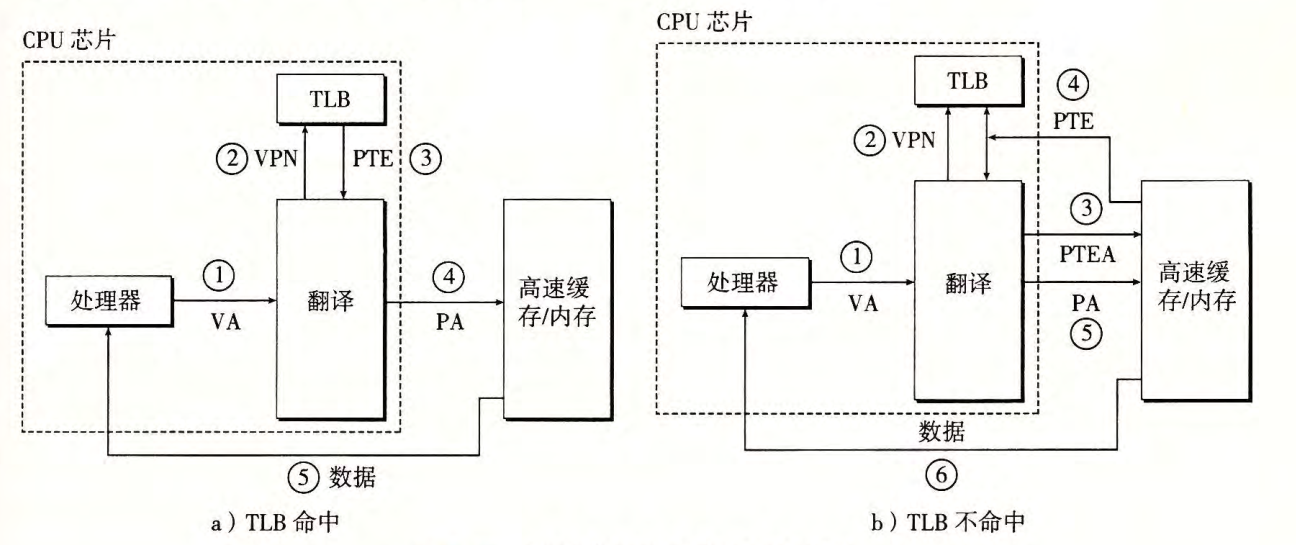 CPU 芯片
TLB
② VPN
PTE ③
处理器
①
VA
翻译
④
PA
高速缓
存/内存
⑤ 数据
a）TLB 命中
CPU 芯片
TLB
④
PTE
② VPN
处理器
①
VA
翻译
③
PTEA
PA
⑤
高速缓
存/内存
数据
⑥
b）TLB 不命中